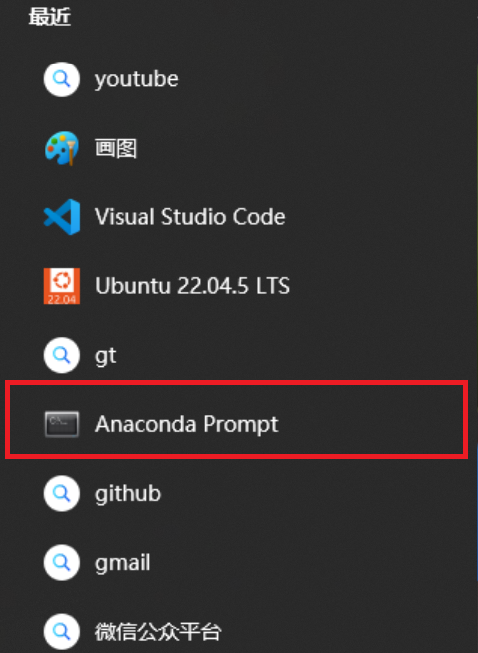 最近
youtube
画图
Visual Studio Code
22.04
Ubuntu 22.04.5 LTS
gt
Anaconda Prompt
github
gmail
微信公众平台